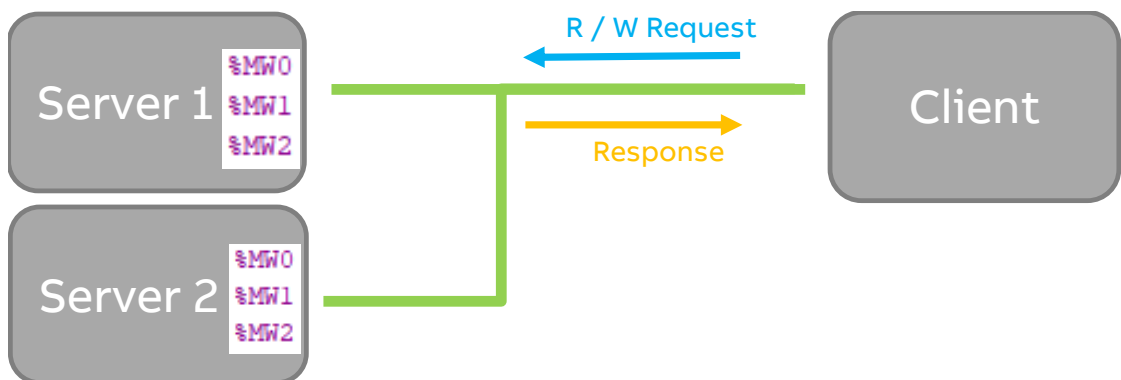 R / W Request
Server 1
%MW0
%MW1
%MW2
Client
Response
Server 2
%MW0
%MW1
%MW2